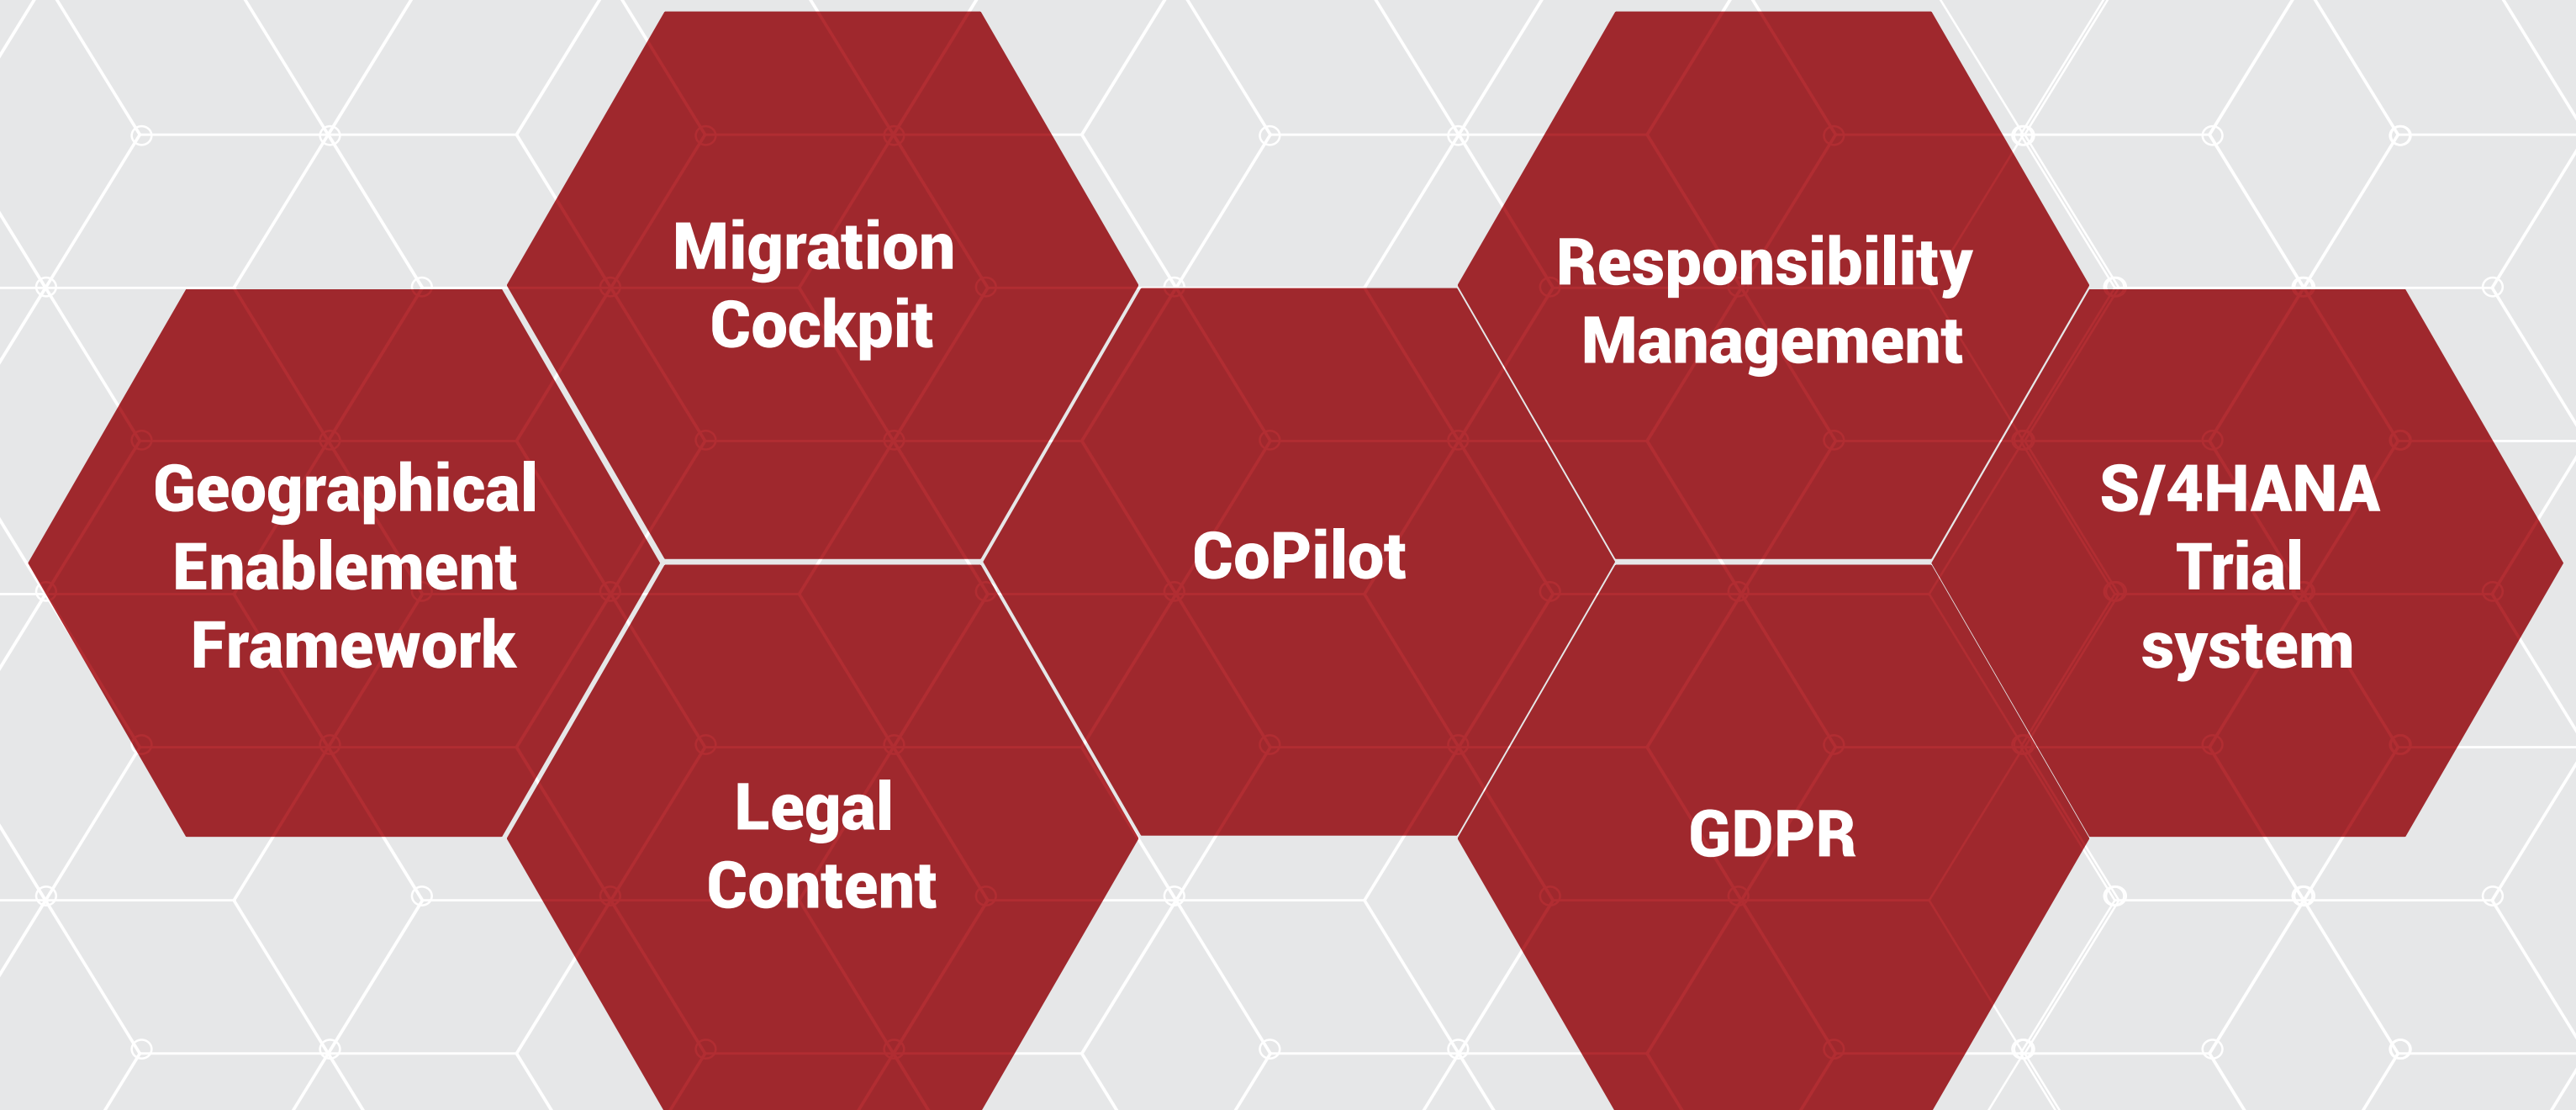 Migration
Cockpit
Responsibility
Management
Geographical
Enablement
Framework
CoPilot
S/4HANA
Trial
system
Legal
Content
GDPR